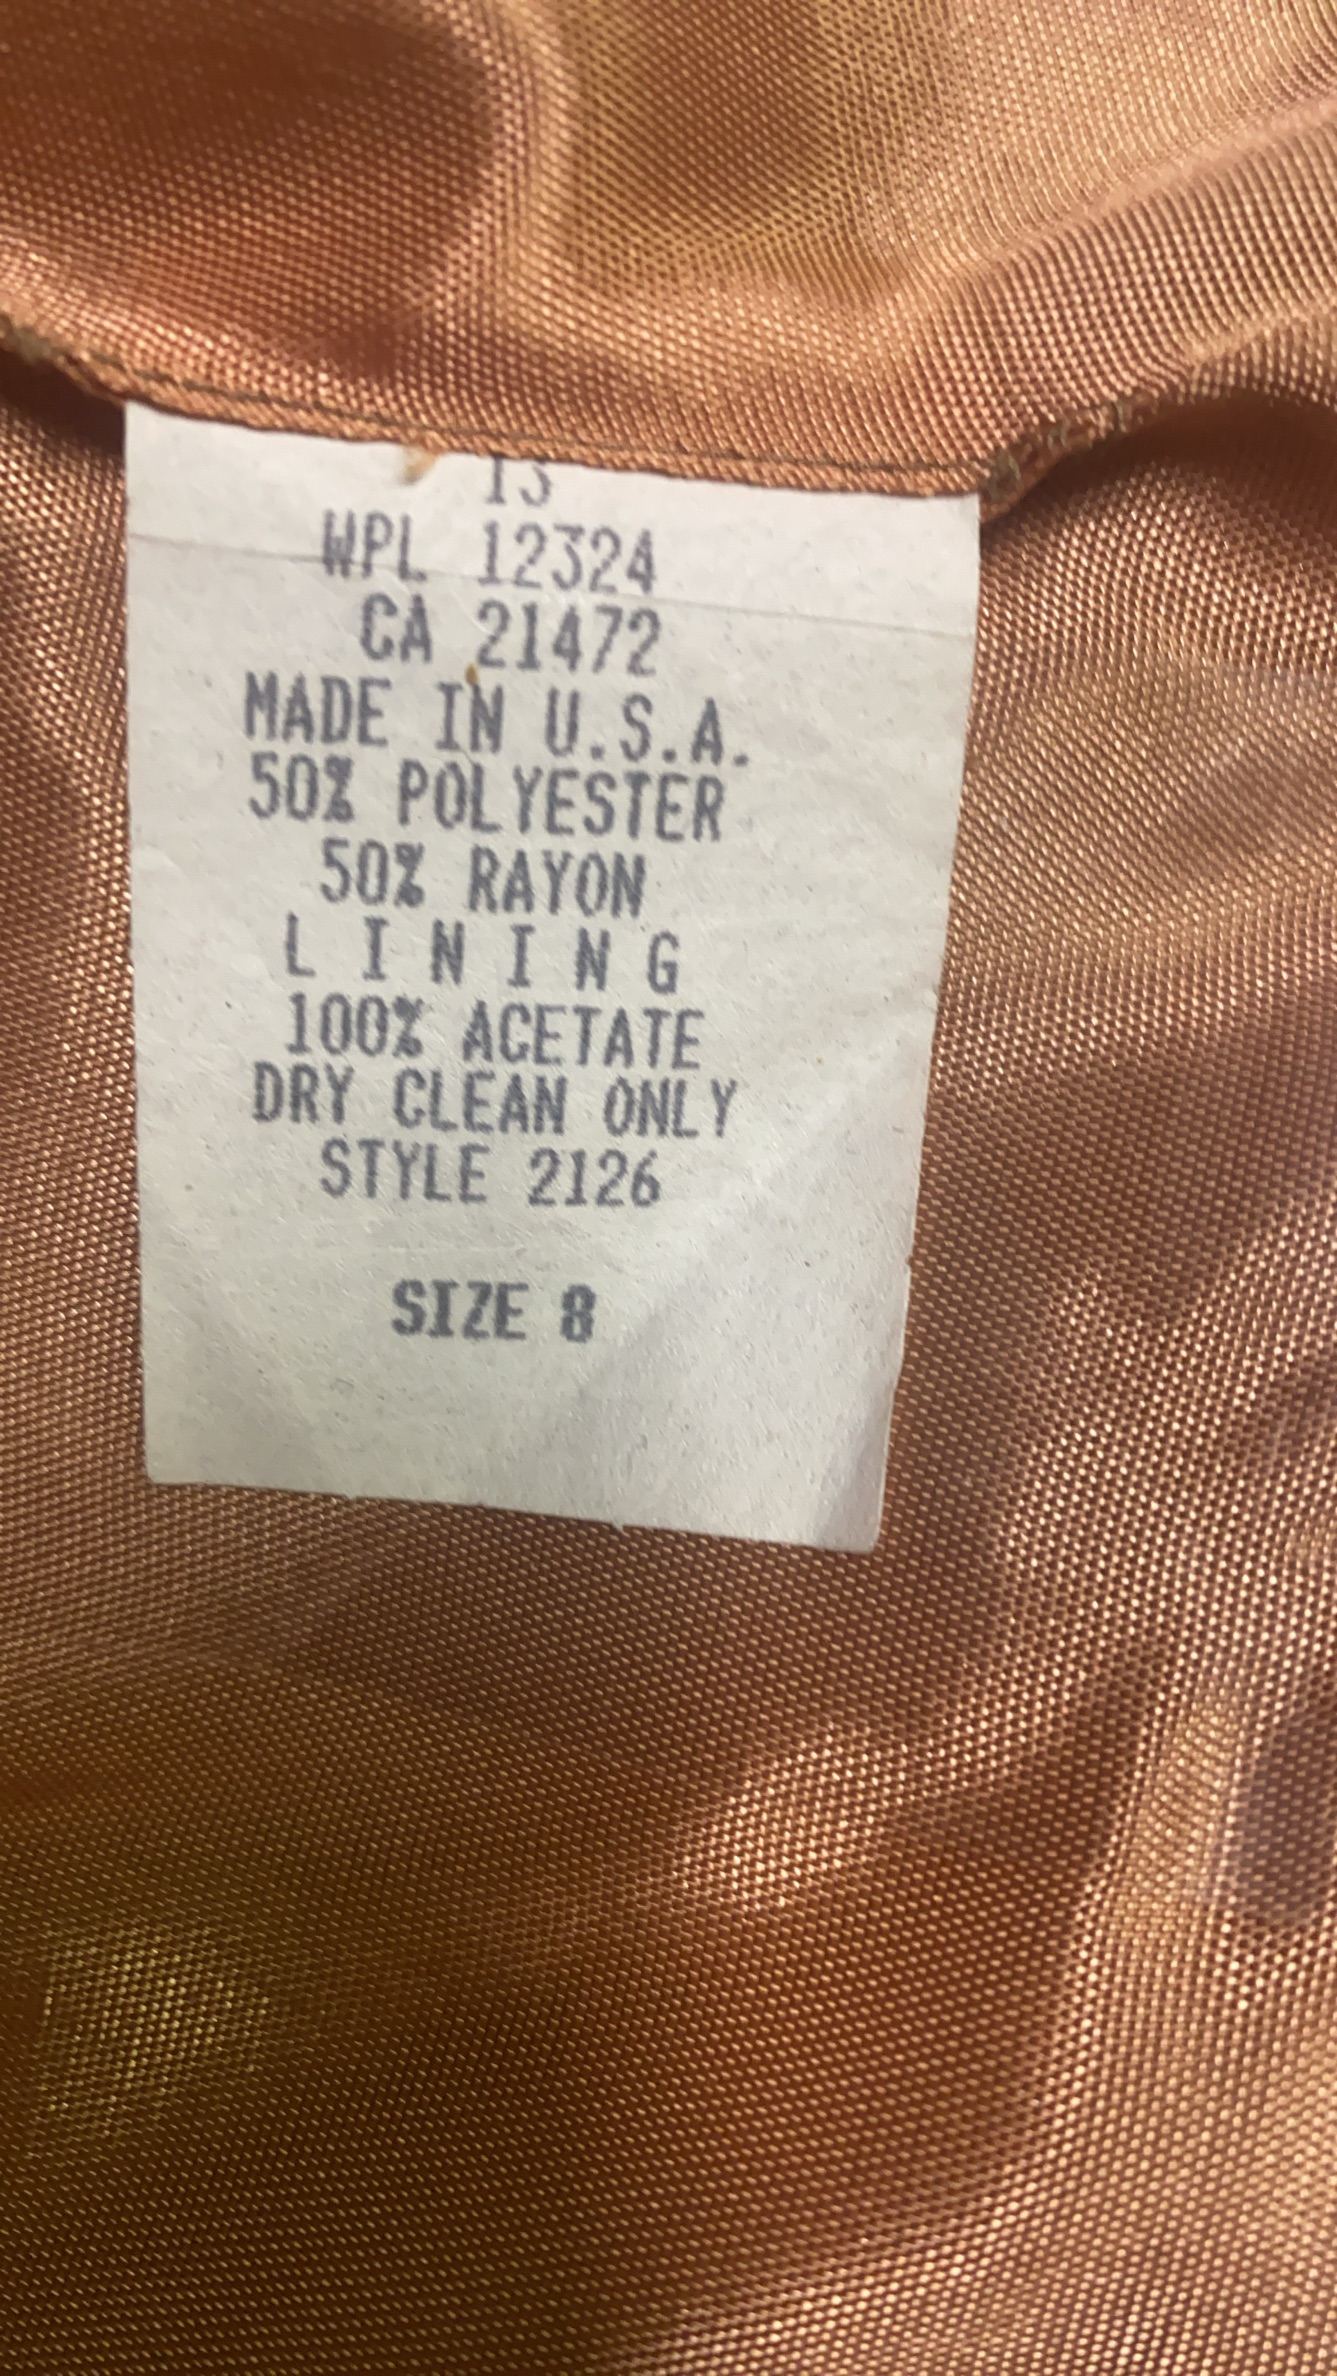 13
WPL 12324
CA 21472
MADE IN U.S.A.
50% POLYESTER
50% RAYON
L I N I N G
100% ACETATE
DRY CLEAN ONLY
STYLE 2126
SIZE 8